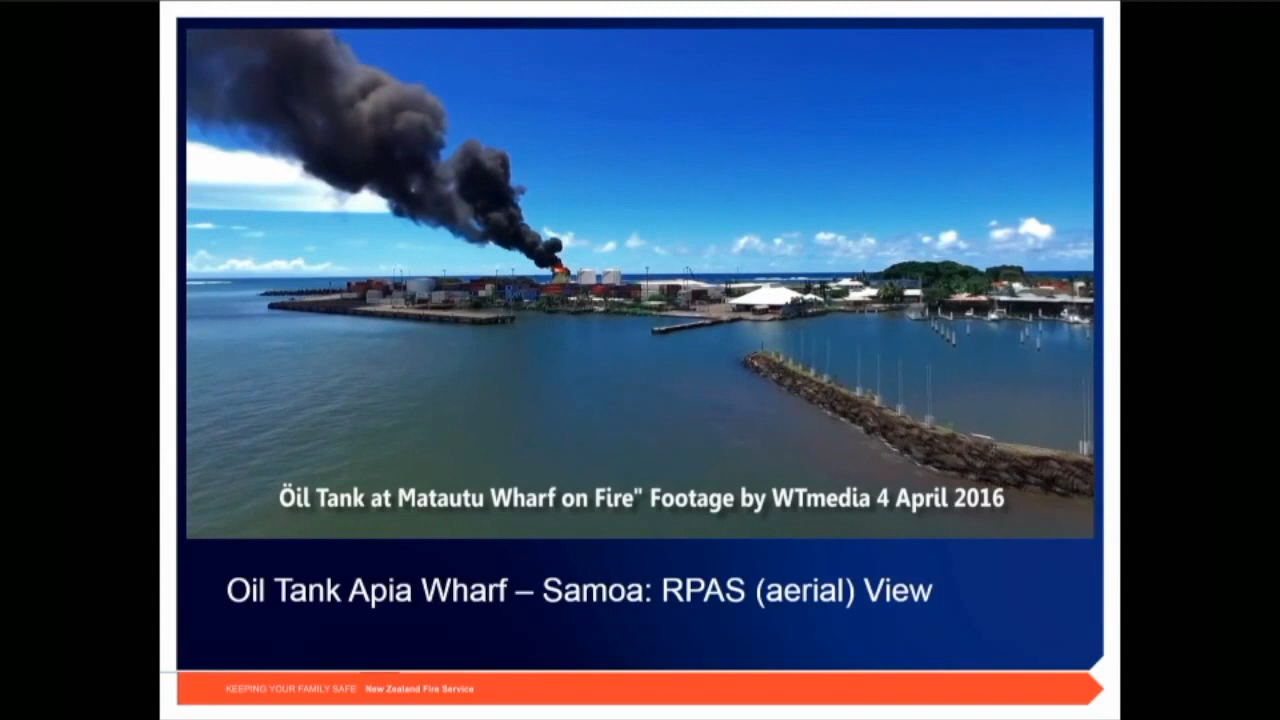 Öil Tank at Matautu Wharf on Fire" Footage by WTmedia 4 April 2016
Oil Tank Apia Wharf – Samoa: RPAS (aerial) View
KEEPING YOUR FAMILY SAFE New Zealand Fire Service